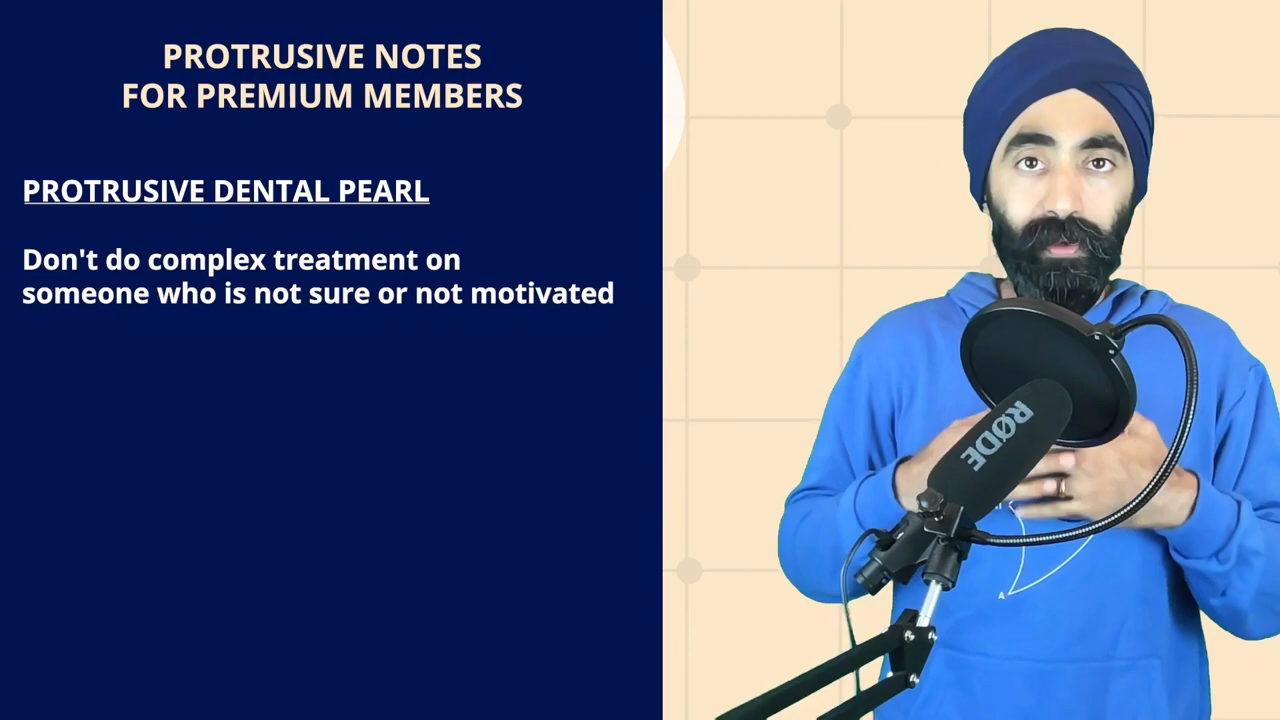 PROTRUSIVE NOTES
FOR PREMIUM MEMBERS
PROTRUSIVE DENTAL PEARL
Don't do complex treatment on
someone who is not sure or not motivated
RØDE
A